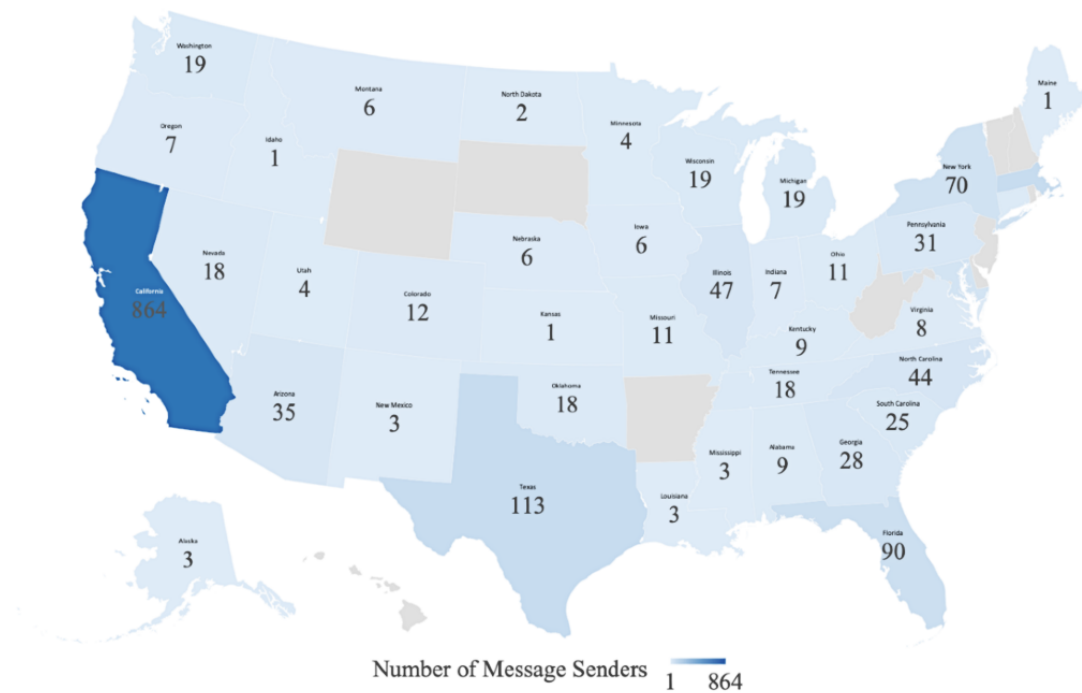 Washington
19
Montana
6
North Dakota
2
Minnesota
4
Maine
1
Oregon
7
Idaho
1
Wisconsin
19
Michigan
19
New York
70
Pennsylvania
31
Nevada
18
Utah
4
Colorado
12
Nebraska
6
Iowa
6
Illinois
47
Indiana
7
Ohio
11
California
864
Kansas
1
Missouri
11
Kentucky
9
Virginia
8
Arizona
35
New Mexico
3
Oklahoma
18
Tennessee
18
North Carolina
44
South Carolina
25
Texas
113
Louisiana
3
Mississippi
3
Alabama
9
Georgia
28
Florida
90
Alaska
3
Number of Message Senders
1 864